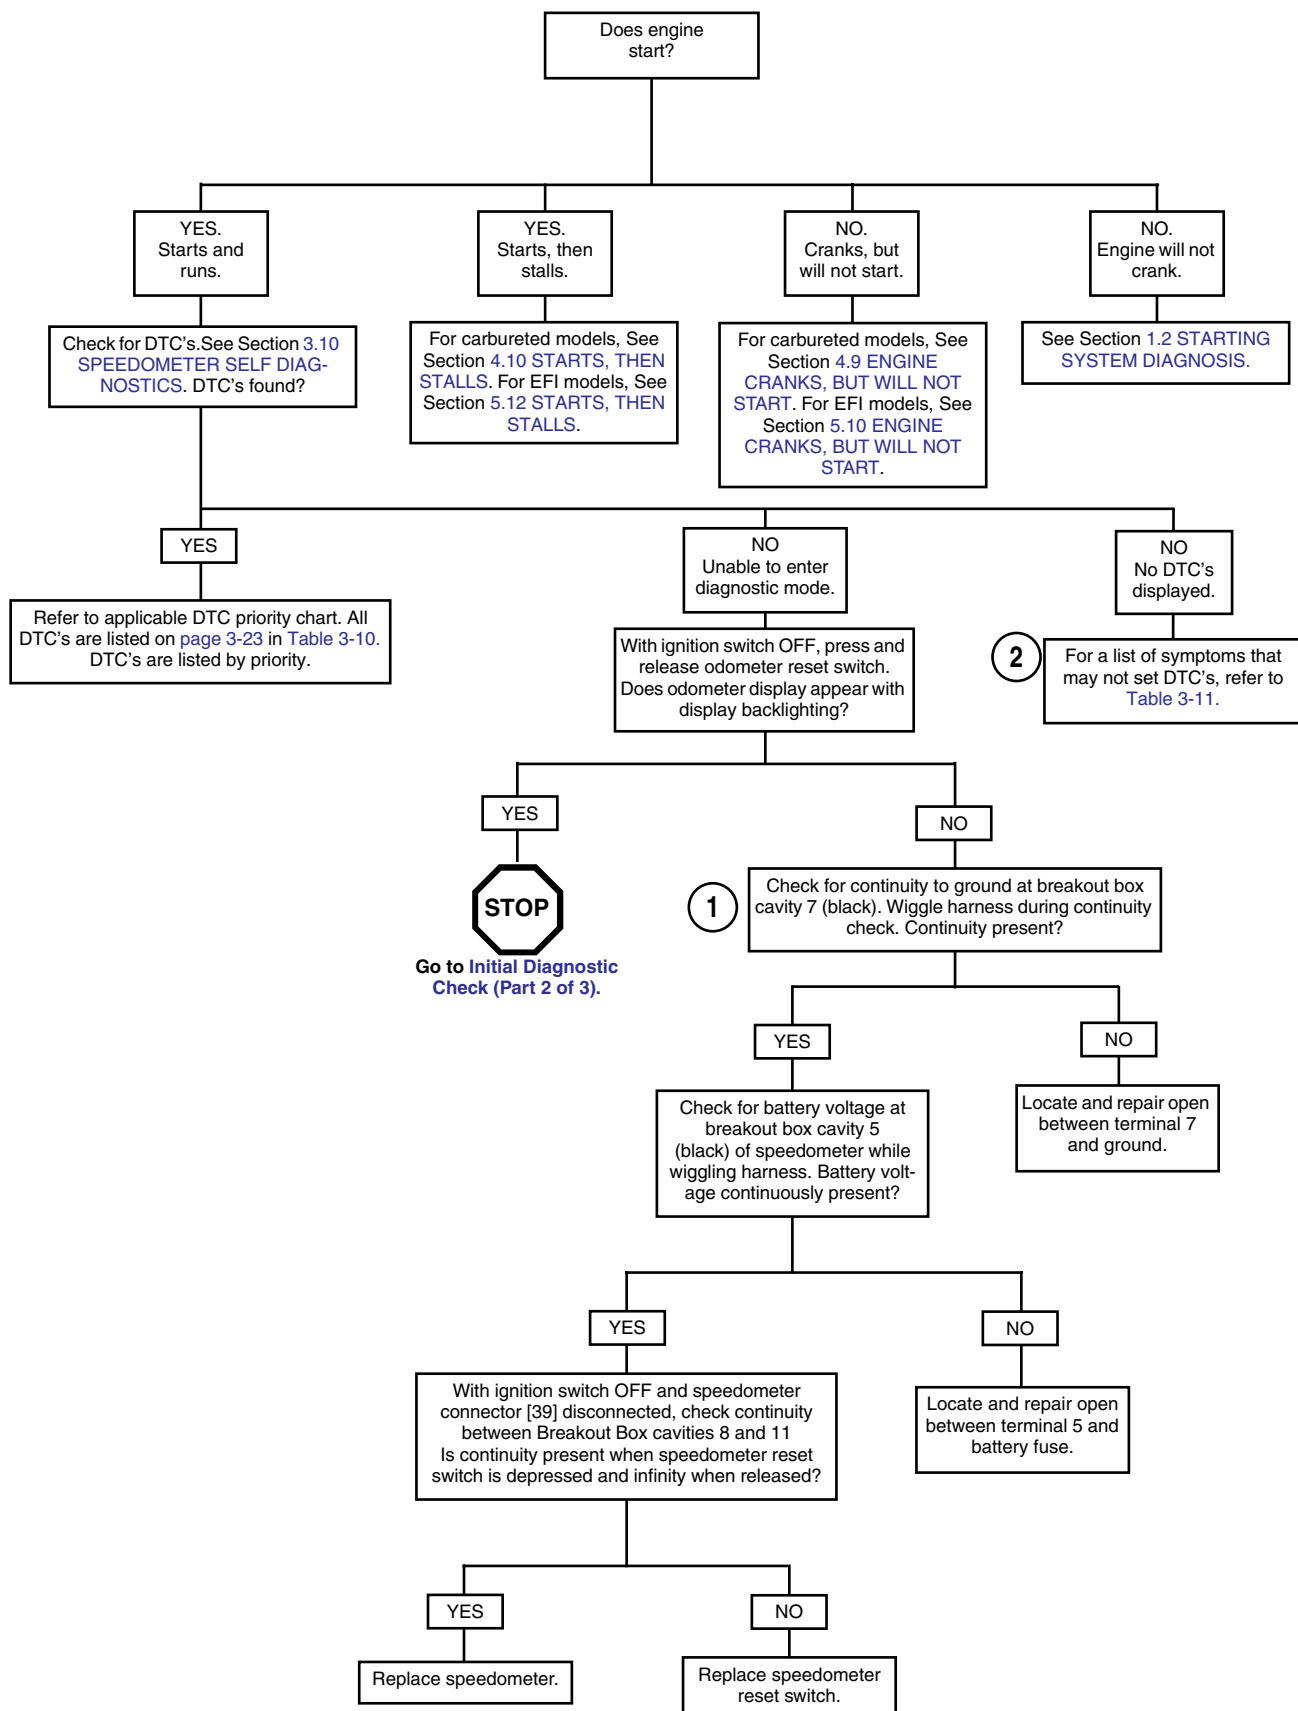 Does engine
start?
YES.
Starts and
runs.
YES.
Starts, then
stalls.
NO.
Cranks, but
will not start.
NO.
Engine will not
crank.
Check for DTC's.See Section 3.10
SPEEDOMETER SELF DIAG-
NOSTICS. DTC's found?
For carbureted models, See
Section 4.10 STARTS, THEN
STALLS. For EFI models, See
Section 5.12 STARTS, THEN
STALLS.
For carbureted models, See
Section 4.9 ENGINE
CRANKS, BUT WILL NOT
START. For EFI models, See
Section 5.10 ENGINE
CRANKS, BUT WILL NOT
START.
See Section 1.2 STARTING
SYSTEM DIAGNOSIS.
YES
NO
Unable to enter
diagnostic mode.
NO
No DTC's
displayed.
Refer to applicable DTC priority chart. All
DTC's are listed on page 3-23 in Table 3-10.
DTC's are listed by priority.
With ignition switch OFF, press and
release odometer reset switch.
Does odometer display appear with
display backlighting?
2
For a list of symptoms that
may not set DTC's, refer to
Table 3-11.
YES
NO
STOP
Go to Initial Diagnostic
Check (Part 2 of 3).
1
Check for continuity to ground at breakout box
cavity 7 (black). Wiggle harness during continuity
check. Continuity present?
YES
NO
Check for battery voltage at
breakout box cavity 5
(black) of speedometer while
wiggling harness. Battery volt-
age continuously present?
Locate and repair open
between terminal 7
and ground.
YES
NO
With ignition switch OFF and speedometer
connector [39] disconnected, check continuity
between Breakout Box cavities 8 and 11
Is continuity present when speedometer reset
switch is depressed and infinity when released?
Locate and repair open
between terminal 5 and
battery fuse.
YES
NO
Replace speedometer.
Replace speedometer
reset switch.